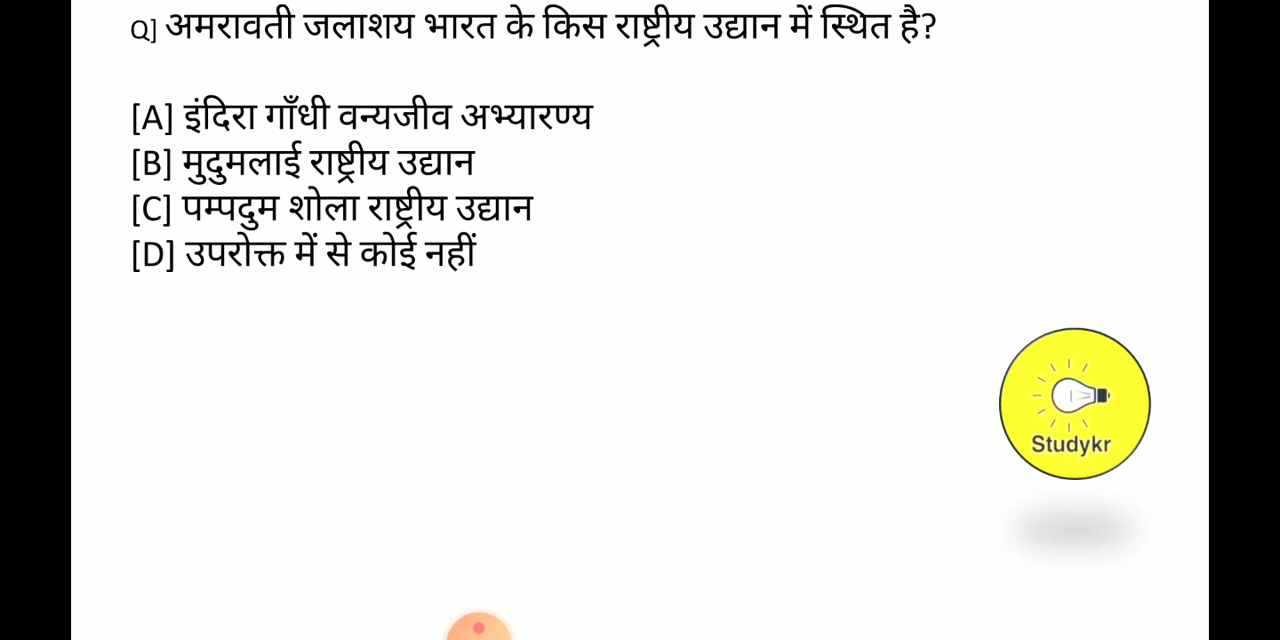 Q] अमरावती जलाशय भारत के किस राष्ट्रीय उद्यान में स्थित है?
[A] इंदिरा गाँधी वन्यजीव अभ्यारण्य
[B] मुदुमलाई राष्ट्रीय उद्यान
[C] पम्पदुम शोला राष्ट्रीय उद्यान
[D] उपरोक्त में से कोई नहीं
Studykr